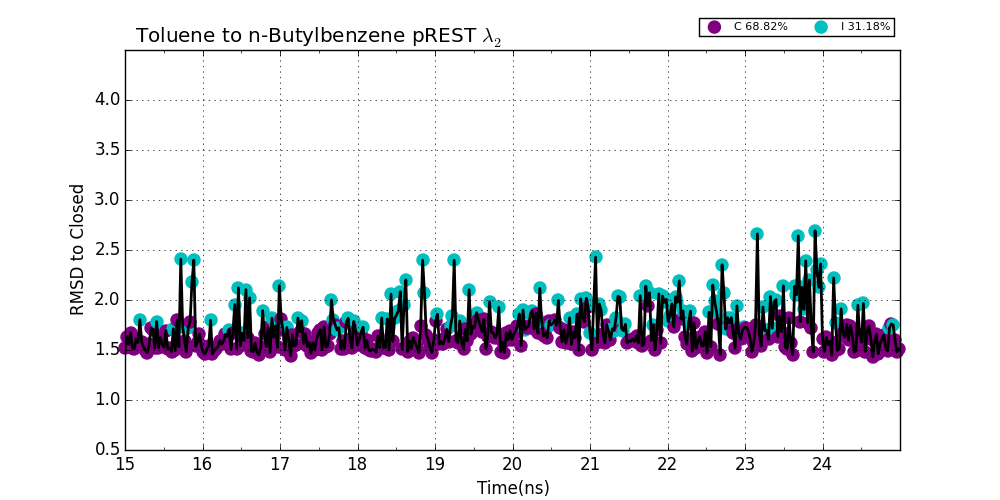 Toluene to n-Butylbenzene pREST λ₂
C 68.82% I 31.18%
RMSD to Closed
4.0
3.5
3.0
2.5
2.0
1.5
1.0
0.5
15 16 17 18 19 20 21 22 23 24
Time(ns)